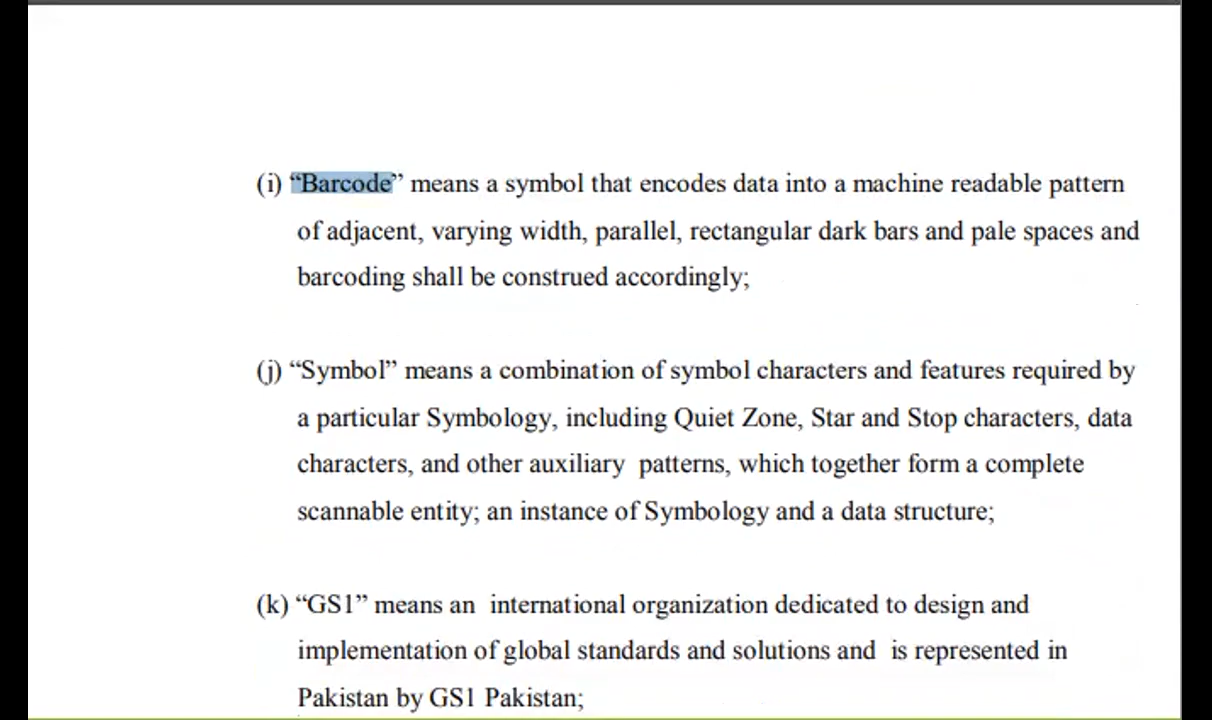 (i) “Barcode” means a symbol that encodes data into a machine readable pattern
of adjacent, varying width, parallel, rectangular dark bars and pale spaces and
barcoding shall be construed accordingly;
(j) “Symbol” means a combination of symbol characters and features required by
a particular Symbology, including Quiet Zone, Star and Stop characters, data
characters, and other auxiliary patterns, which together form a complete
scannable entity; an instance of Symbology and a data structure;
(k) “GS1” means an international organization dedicated to design and
implementation of global standards and solutions and is represented in
Pakistan by GS1 Pakistan;